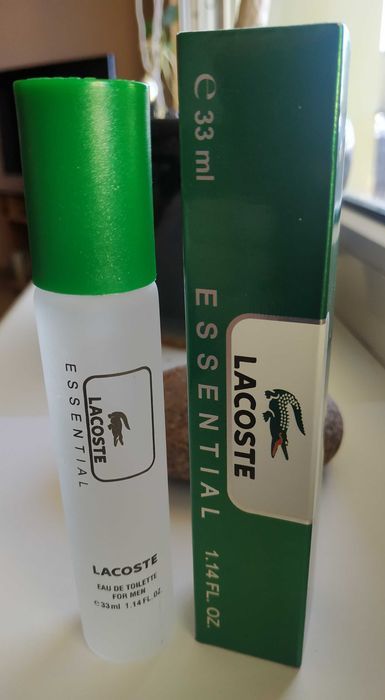 LACOSTE
ESSENTIAL
LACOSTE
EAU DE TOILETTE
FOR MEN
e 33ml 1.14 FL. OZ.
e 33 ml
LACOSTE
ESSENTIAL
1.14 FL. OZ.